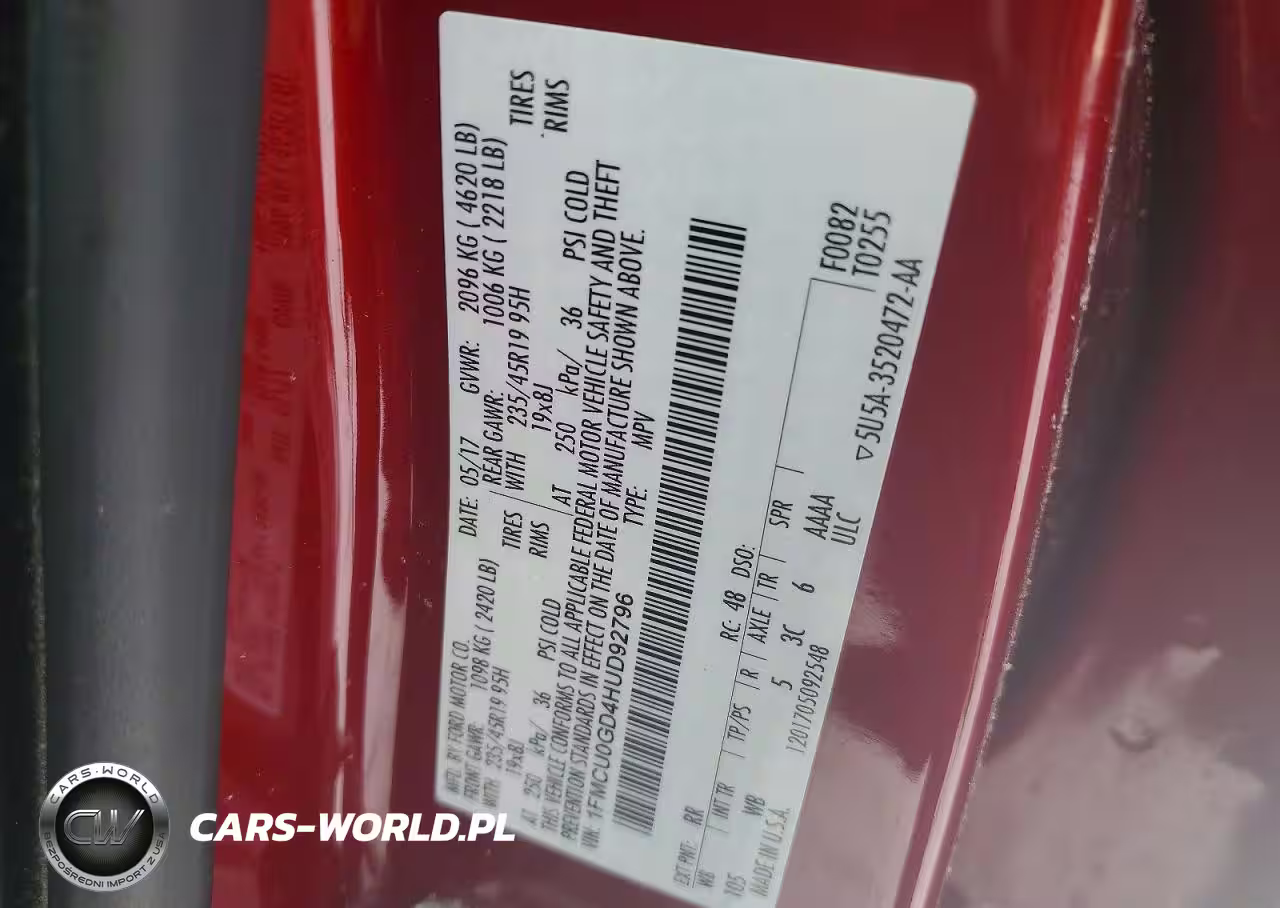 MFD. BY FORD MOTOR CO.
DATE: 05/17 GVWR: 2096 KG ( 4620 LB)
FRONT GAWR: 1098 KG ( 2420 LB) REAR GAWR: 1006 KG ( 2218 LB)
WITH 235/45R19 95H TIRES WITH 235/45R19 95H TIRES
19x8J RIMS 19x8J RIMS
AT 250 kPa/ 36 PSI COLD AT 250 kPa/ 36 PSI COLD
THIS VEHICLE CONFORMS TO ALL APPLICABLE FEDERAL MOTOR VEHICLE SAFETY AND THEFT
PREVENTION STANDARDS IN EFFECT ON THE DATE OF MANUFACTURE SHOWN ABOVE.
VIN: 1FMCU0GD4HUD92796 TYPE: MPV
EXT PNT: RR RC: 48 DSO: F0082
WB INT TR TP/PS R AXLE TR SPR T0255
105 WB 5 3C 6 AAAA
MADE IN U.S.A. 1201705092548 ULC
▽5U5A-3520472-AA
CARS-WORLD
CW
BEZPOŚREDNI IMPORT Z USA
CARS-WORLD.PL